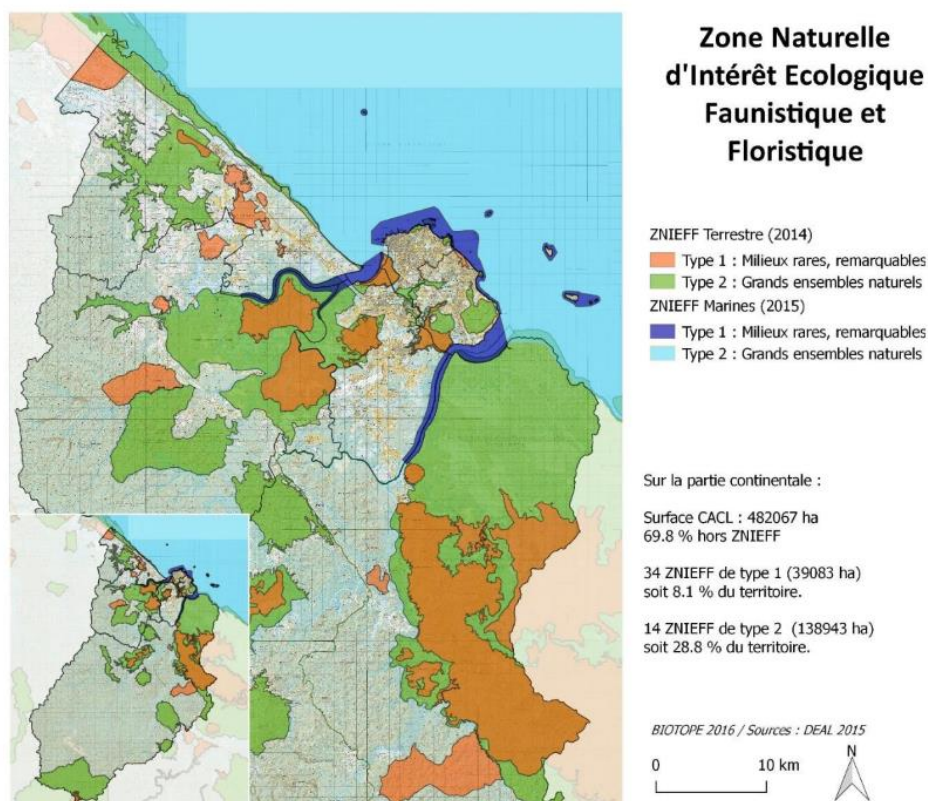 Zone Naturelle
d'Intérêt Ecologique
Faunistique et
Floristique
ZNIEFF Terrestre (2014)
Type 1 : Milieux rares, remarquables
Type 2 : Grands ensembles naturels
ZNIEFF Marines (2015)
Type 1 : Milieux rares, remarquables
Type 2 : Grands ensembles naturels
Sur la partie continentale :
Surface CACL : 482067 ha
69.8 % hors ZNIEFF
34 ZNIEFF de type 1 (39083 ha)
soit 8.1 % du territoire.
14 ZNIEFF de type 2 (138943 ha)
soit 28.8 % du territoire.
BIOTOPE 2016 / Sources : DEAL 2015
N
0 10 km